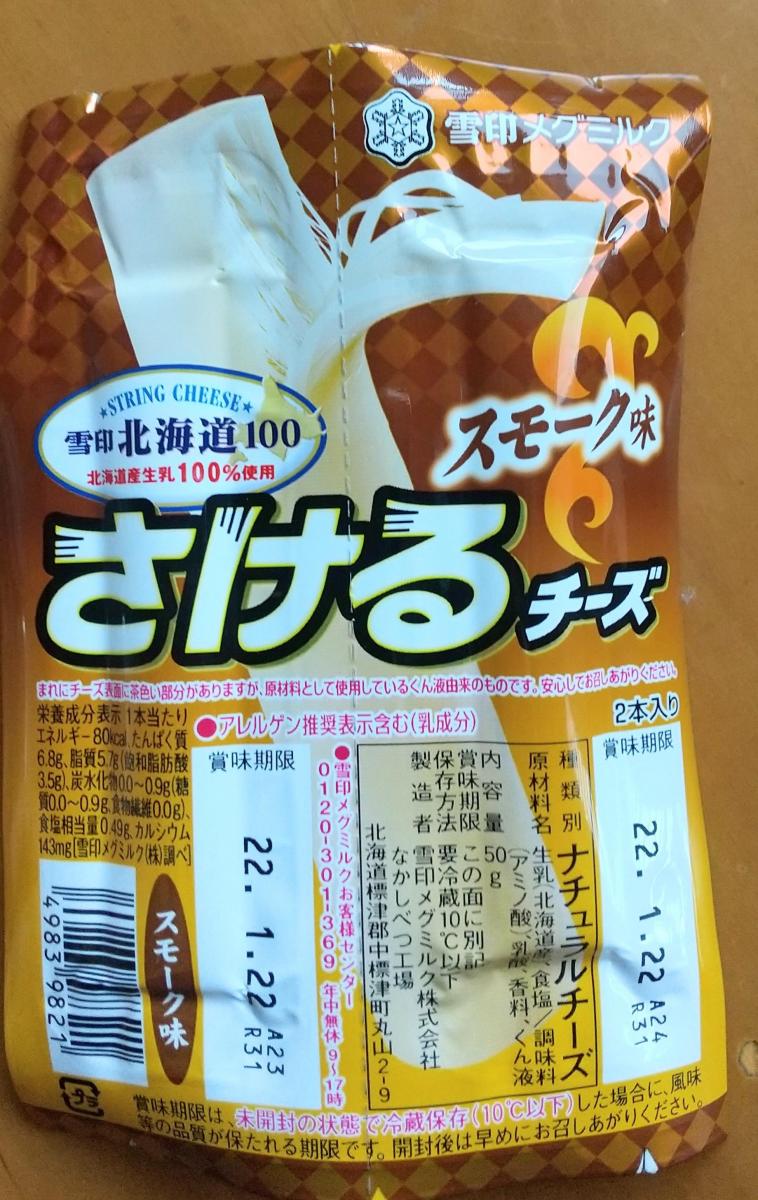 雪印メグミルク
STRING CHEESE
雪印北海道100
北海道産生乳100%使用
スモーク味
さけるチーズ
まれにチーズ表面に茶色い部分がありますが、原材料として使用しているくん液由来のものです。安心してお召しあがりください。
栄養成分表示 1本当たり
エネルギー80kcal、たんぱく質
6.8g、脂質5.7g(飽和脂肪酸
3.5g)、炭水化物0.0〜0.9g(糖
質0.0〜0.9g、食物繊維0.0g)、
食塩相当量0.49g、カルシウム
143mg[雪印メグミルク(株)調べ]
●アレルゲン推奨表示含む(乳成分)
2本入り
賞味期限
22. 1.22 A24
R31
種類別 ナチュラルチーズ
原材料名 生乳(北海道産)、食塩/調味料
(アミノ酸)、乳酸、香料、くん液
内容量 50g
賞味期限 この面に別記
保存方法 要冷蔵10℃以下
製造者 雪印メグミルク株式会社
なかしべつ工場
北海道標津郡中標津町丸山2-9
●雪印メグミルクお客様センター
0120-301-369 年中無休 9〜17時
賞味期限
22. 1.22 A23
R31
スモーク味
4983 9821
プラ
賞味期限は、未開封の状態で冷蔵保存(10℃以下)した場合に、風味
等の品質が保たれる期限です。開封後は早めにお召しあがりください。